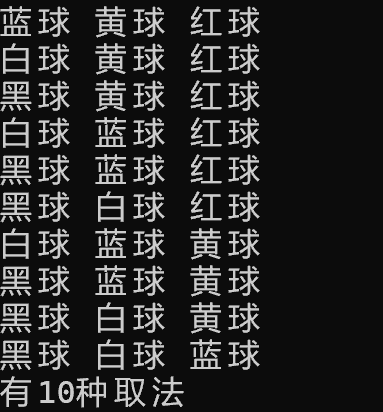 蓝球 黄球 红球
白球 黄球 红球
黑球 黄球 红球
白球 蓝球 红球
黑球 蓝球 红球
黑球 白球 红球
白球 蓝球 黄球
黑球 蓝球 黄球
黑球 白球 黄球
黑球 白球 蓝球
有10种取法